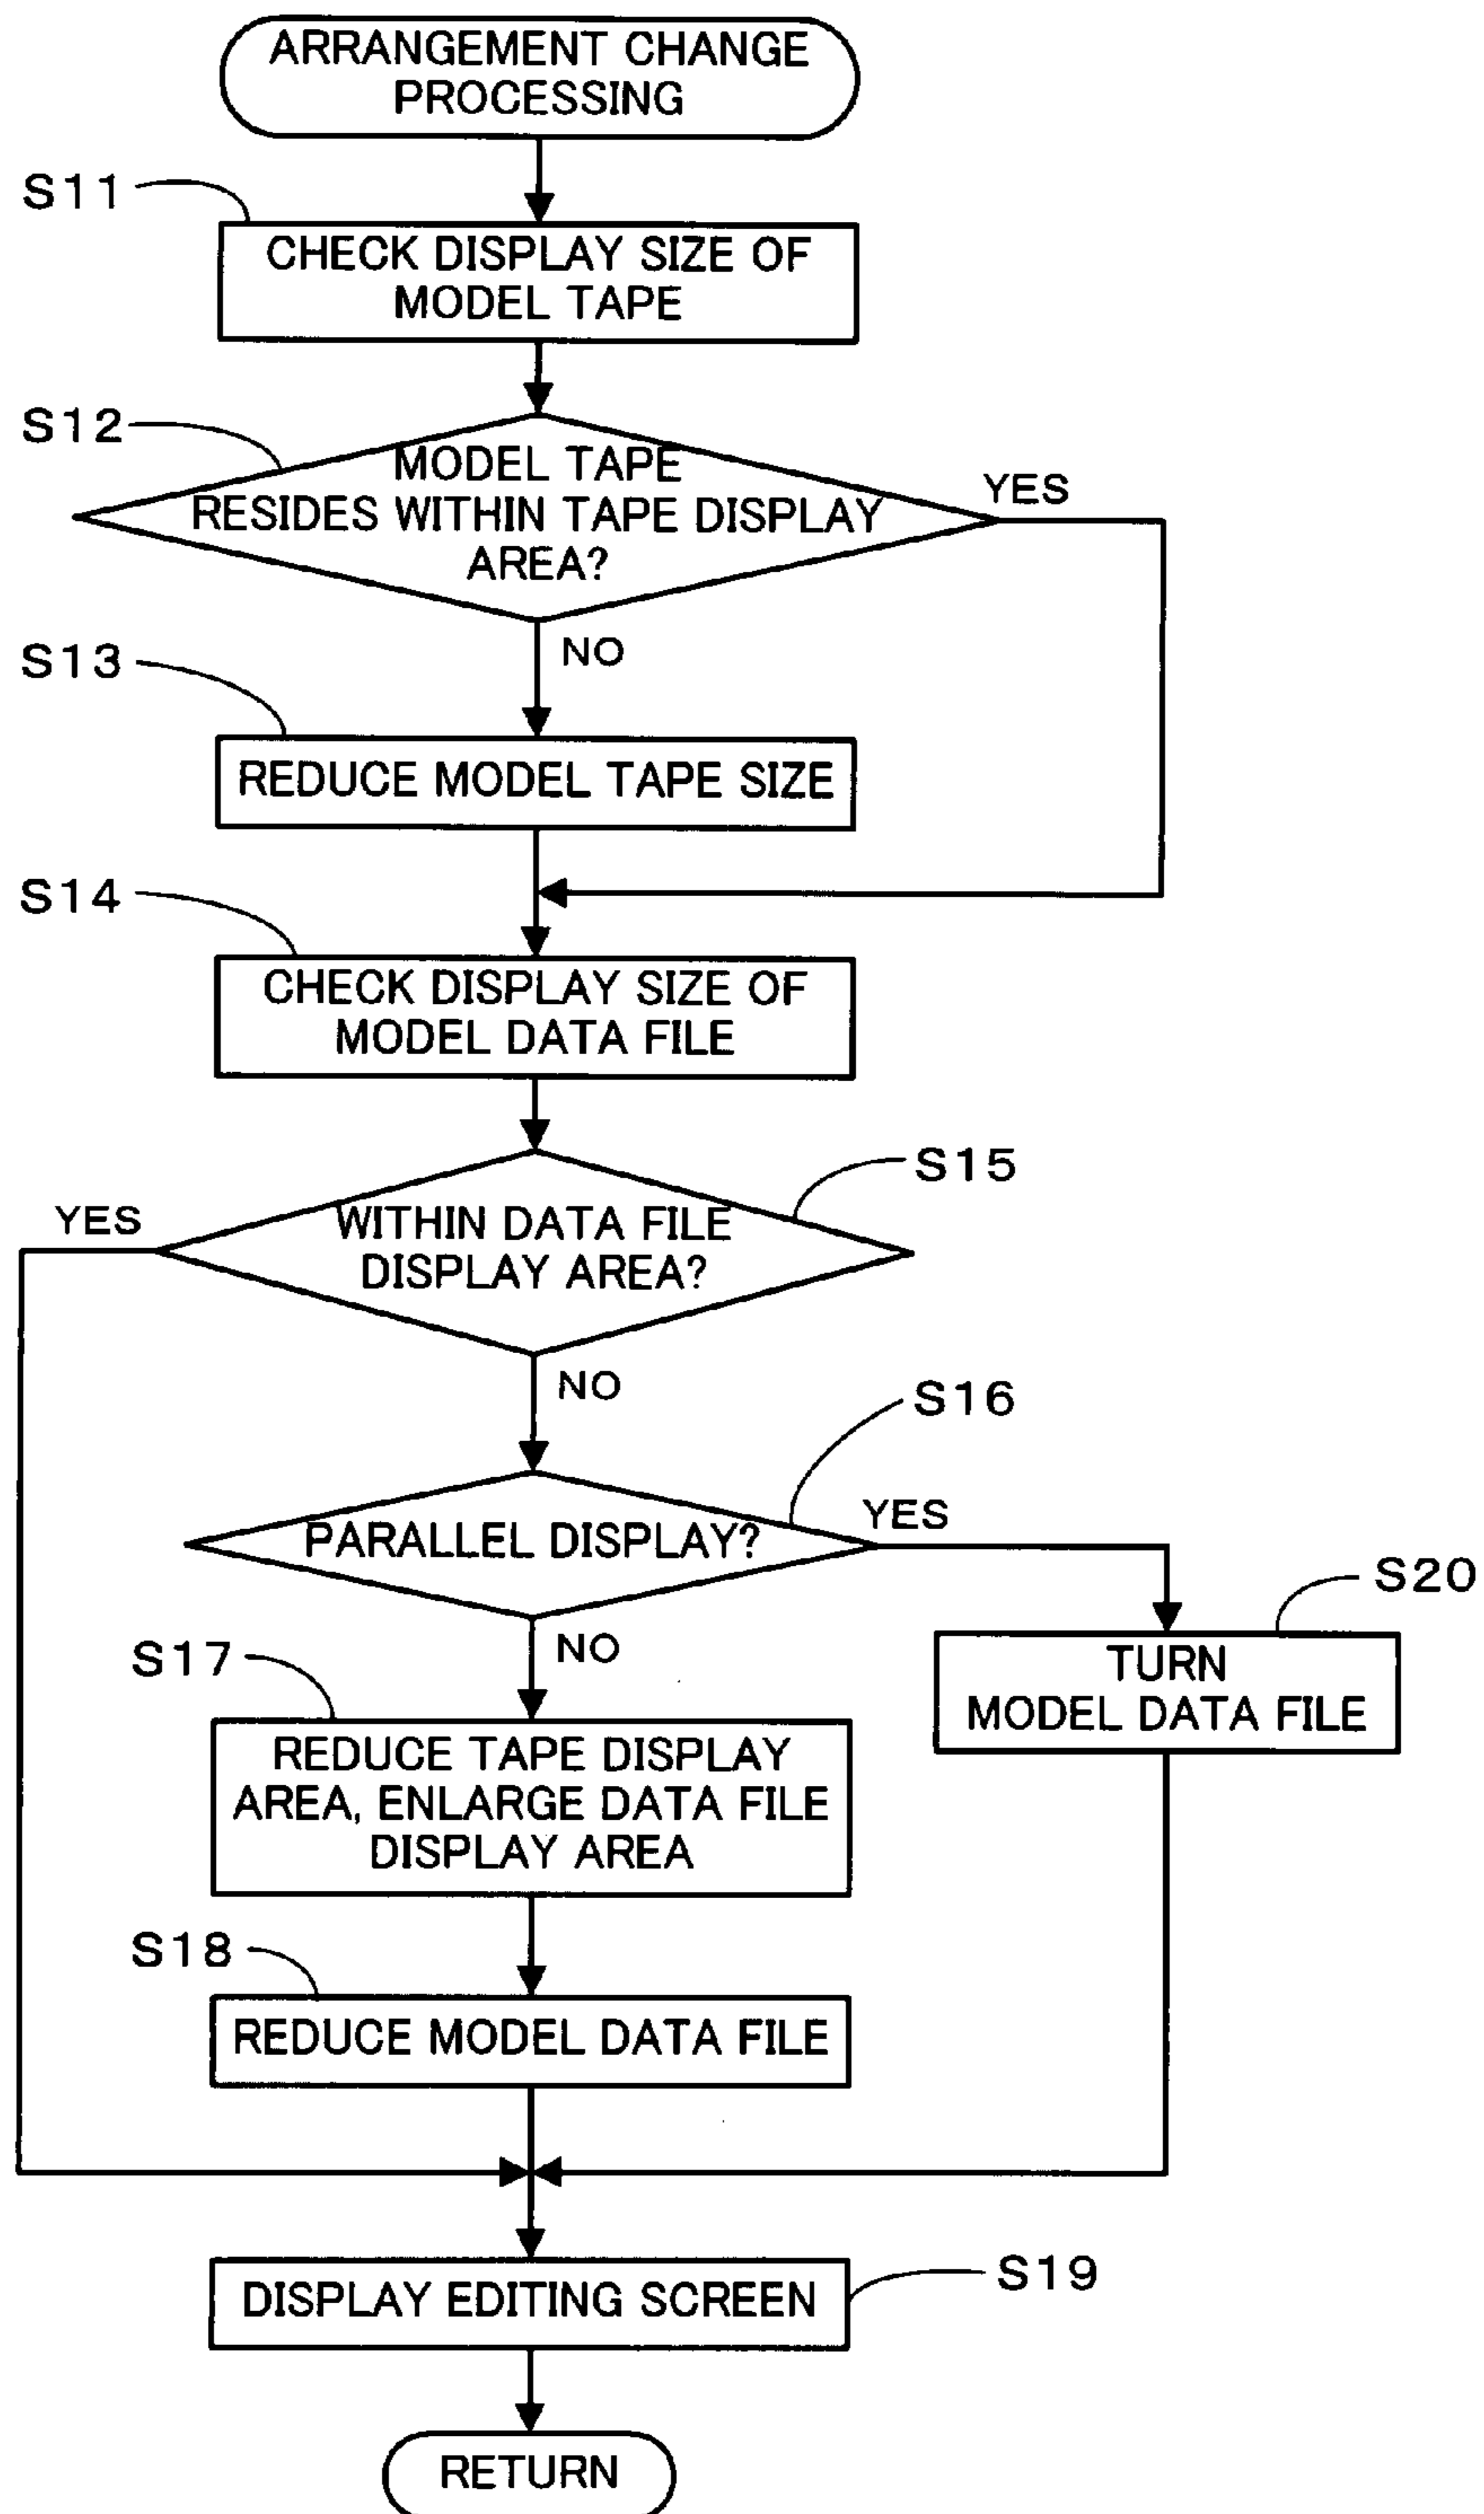 ARRANGEMENT CHANGE
PROCESSING
S11
CHECK DISPLAY SIZE OF
MODEL TAPE
S12
MODEL TAPE
RESIDES WITHIN TAPE DISPLAY
AREA?
YES
NO
S13
REDUCE MODEL TAPE SIZE
S14
CHECK DISPLAY SIZE OF
MODEL DATA FILE
S15
YES
WITHIN DATA FILE
DISPLAY AREA?
NO
S16
PARALLEL DISPLAY?
YES
S20
TURN
MODEL DATA FILE
NO
S17
REDUCE TAPE DISPLAY
AREA, ENLARGE DATA FILE
DISPLAY AREA
S18
REDUCE MODEL DATA FILE
S19
DISPLAY EDITING SCREEN
RETURN